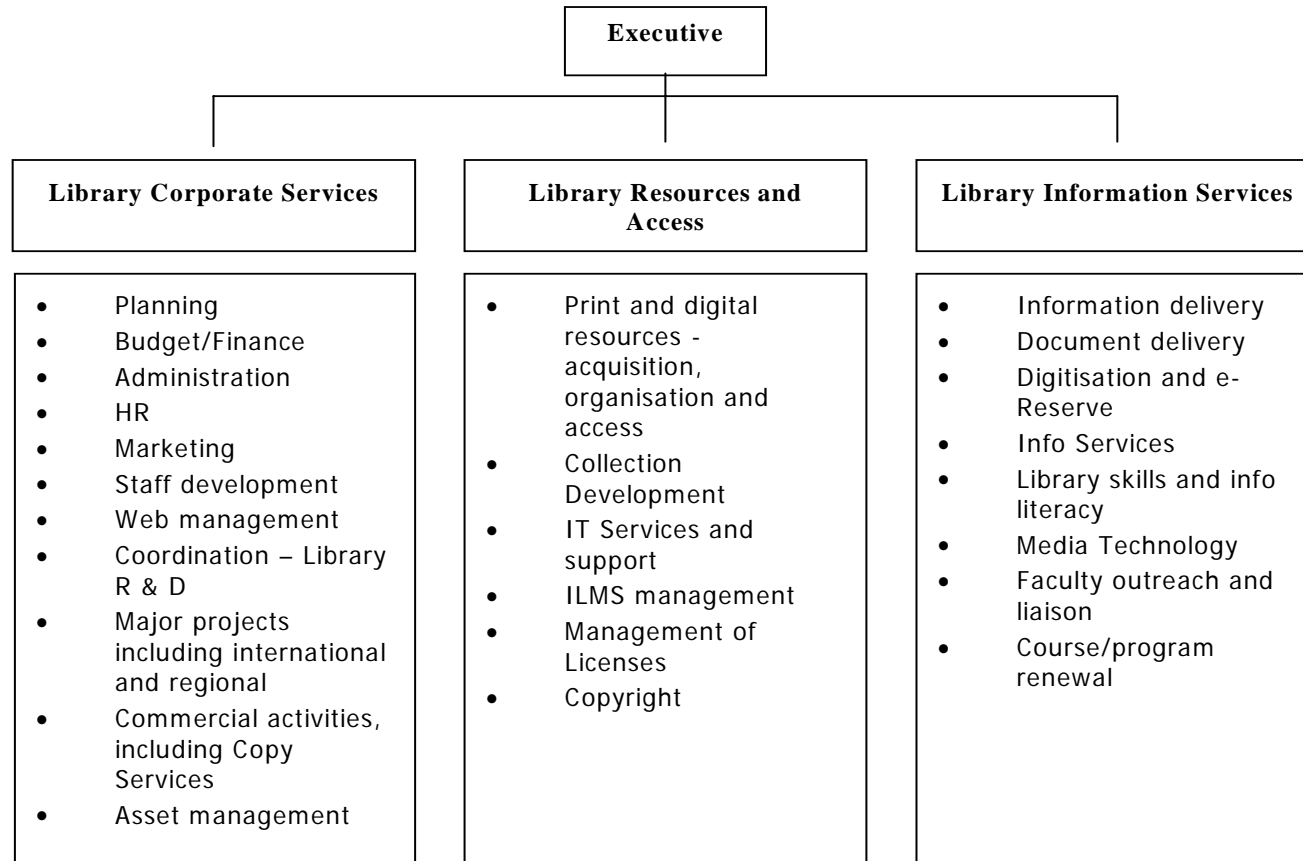 Executive
Library Corporate Services
Library Resources and
Access
Library Information Services
• Planning
• Budget/Finance
• Administration
• HR
• Marketing
• Staff development
• Web management
• Coordination – Library
R & D
• Major projects
including international
and regional
• Commercial activities,
including Copy
Services
• Asset management
• Print and digital
resources -
acquisition,
organisation and
access
• Collection
Development
• IT Services and
support
• ILMS management
• Management of
Licenses
• Copyright
• Information delivery
• Document delivery
• Digitisation and e-
Reserve
• Info Services
• Library skills and info
literacy
• Media Technology
• Faculty outreach and
liaison
• Course/program
renewal